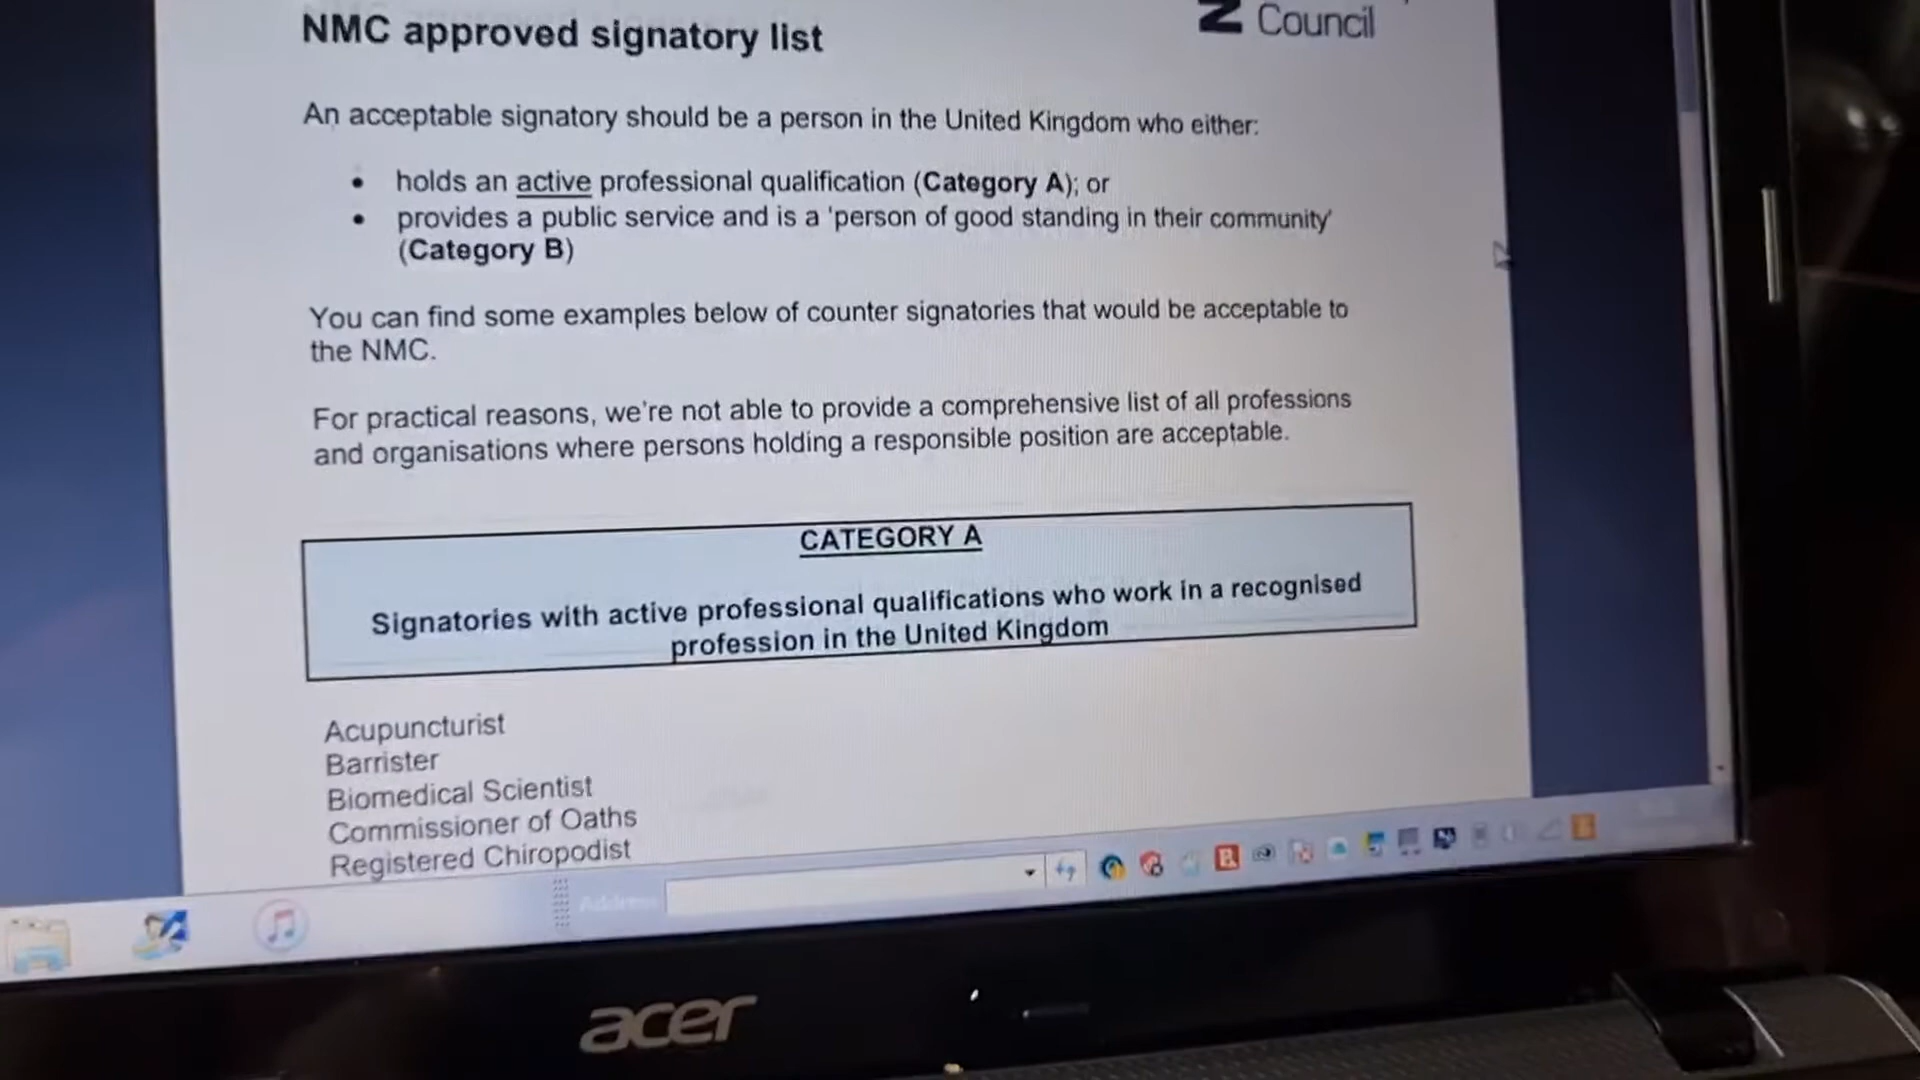 NMC approved signatory list
Council
An acceptable signatory should be a person in the United Kingdom who either:
• holds an active professional qualification (Category A); or
• provides a public service and is a 'person of good standing in their community'
(Category B)
You can find some examples below of counter signatories that would be acceptable to
the NMC.
For practical reasons, we're not able to provide a comprehensive list of all professions
and organisations where persons holding a responsible position are acceptable.
CATEGORY A
Signatories with active professional qualifications who work in a recognised
profession in the United Kingdom
Acupuncturist
Barrister
Biomedical Scientist
Commissioner of Oaths
Registered Chiropodist
Address
acer